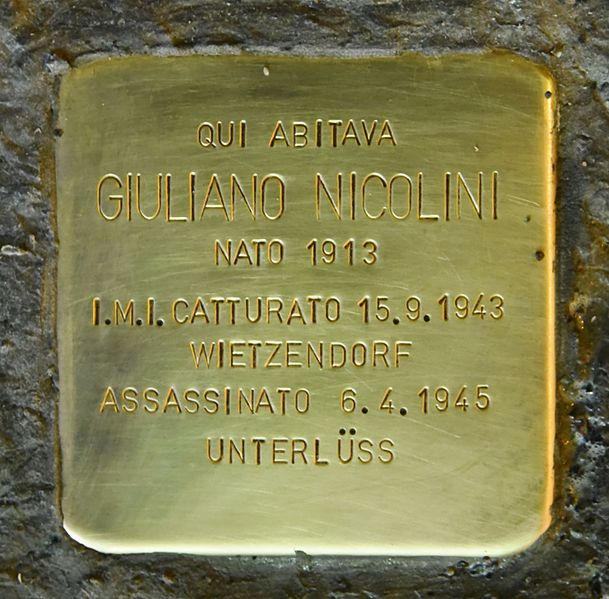 QUI ABITAVA
GIULIANO NICOLINI
NATO 1913
I.M.I. CATTURATO 15.9.1943
WIETZENDORF
ASSASSINATO 6.4.1945
UNTERLÜSS